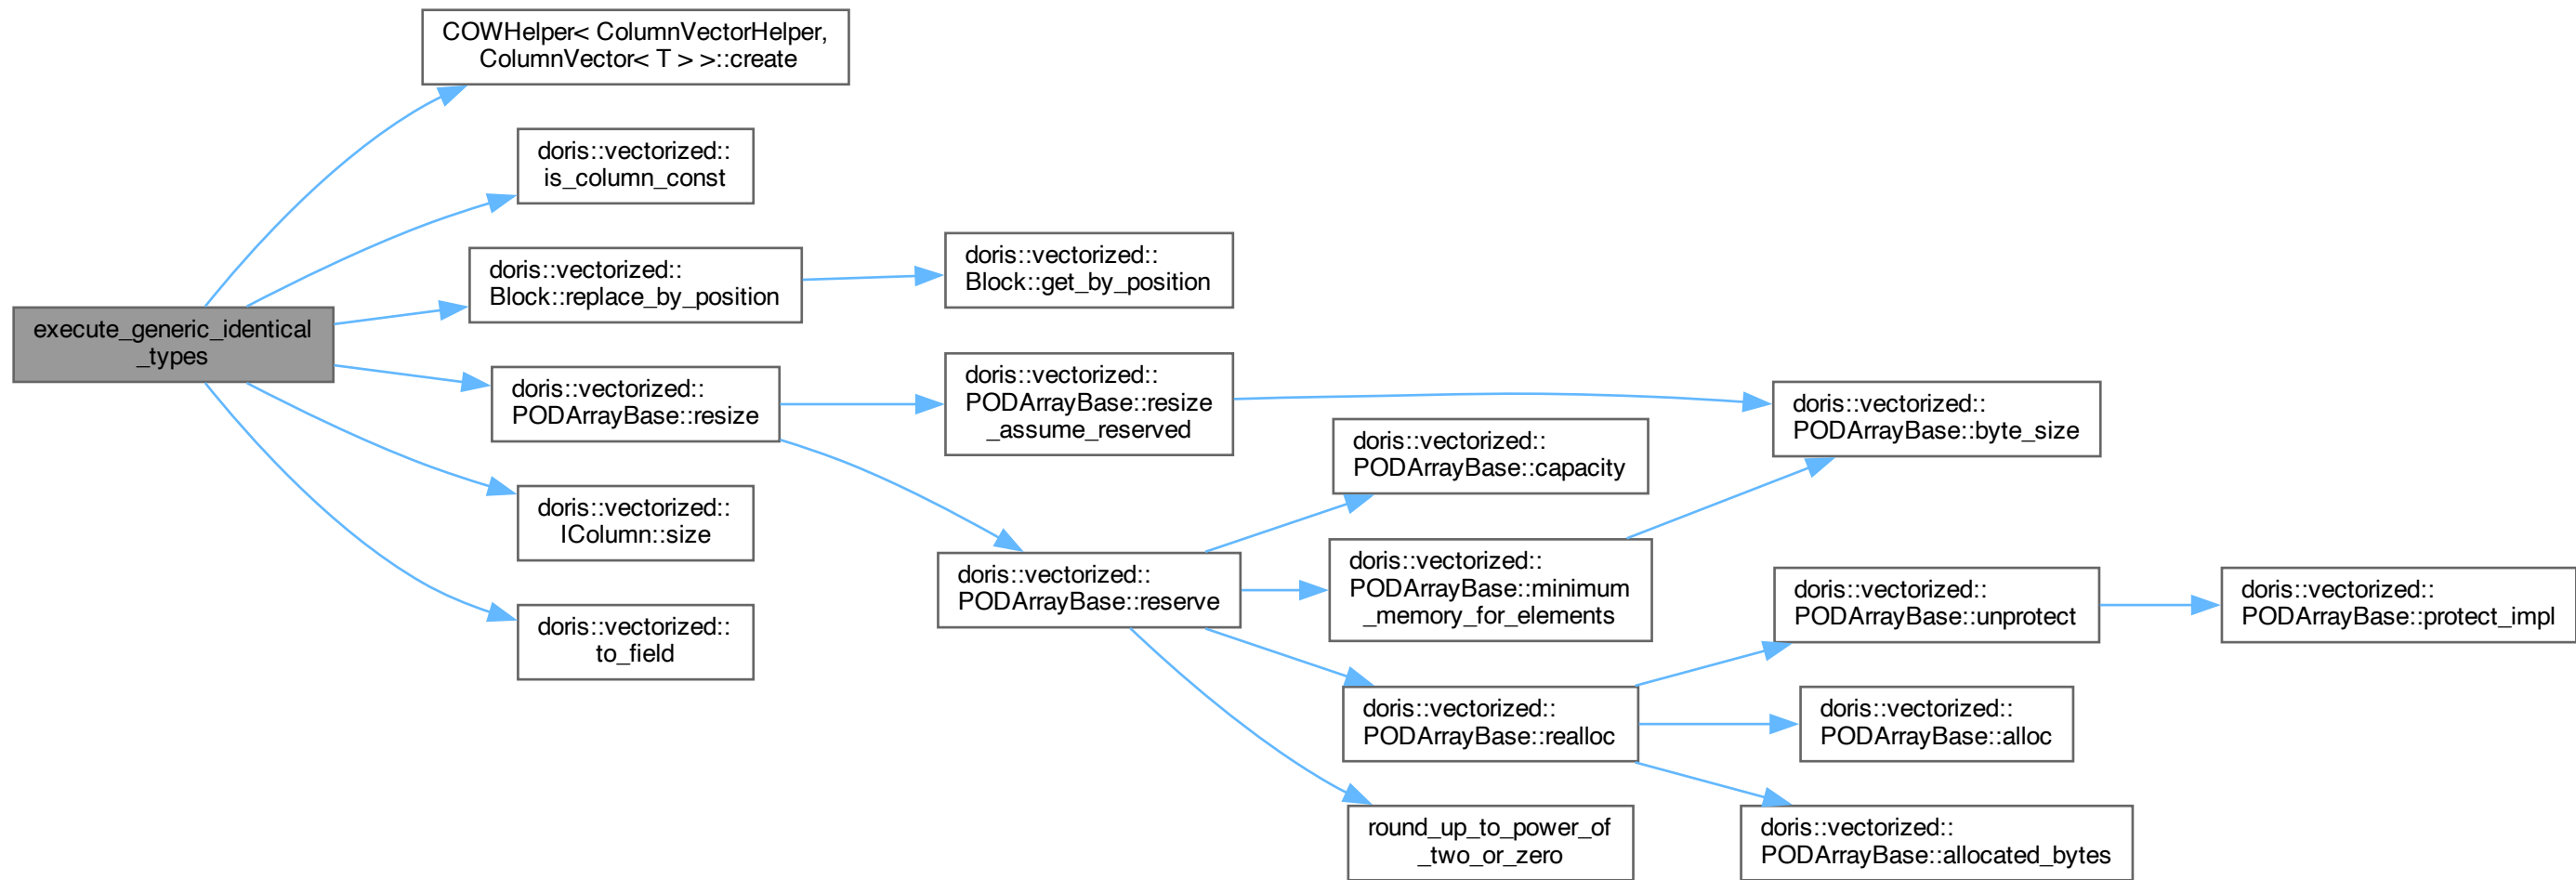 COWHelper< ColumnVectorHelper,
ColumnVector< T > >::create
doris::vectorized::
is_column_const
doris::vectorized::
Block::replace_by_position
doris::vectorized::
Block::get_by_position
execute_generic_identical
_types
doris::vectorized::
PODArrayBase::resize
doris::vectorized::
PODArrayBase::resize
_assume_reserved
doris::vectorized::
PODArrayBase::byte_size
doris::vectorized::
PODArrayBase::capacity
doris::vectorized::
IColumn::size
doris::vectorized::
PODArrayBase::reserve
doris::vectorized::
PODArrayBase::minimum
_memory_for_elements
doris::vectorized::
PODArrayBase::unprotect
doris::vectorized::
PODArrayBase::protect_impl
doris::vectorized::
to_field
doris::vectorized::
PODArrayBase::realloc
doris::vectorized::
PODArrayBase::alloc
round_up_to_power_of
_two_or_zero
doris::vectorized::
PODArrayBase::allocated_bytes